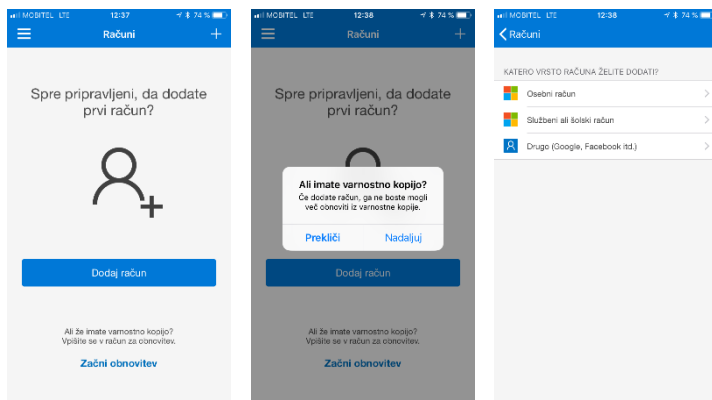 MOBITEL LTE 12:37 74 %
Računi
Spre pripravljeni, da dodate
prvi račun?
Dodaj račun
Ali že imate varnostno kopijo?
Vpišite se v račun za obnovitev.
Začni obnovitev
MOBITEL LTE 12:38 74 %
Računi
Spre pripravljeni, da dodate
prvi račun?
Ali imate varnostno kopijo?
Če dodate račun, ga ne boste mogli
več obnoviti iz varnostne kopije.
Prekliči Nadaljuj
Dodaj račun
Ali že imate varnostno kopijo?
Vpišite se v račun za obnovitev.
Začni obnovitev
MOBITEL LTE 12:38 74 %
Računi
KATERO VRSTO RAČUNA ŽELITE DODATI?
Osebni račun
Službeni ali šolski račun
Drugo (Google, Facebook itd.)